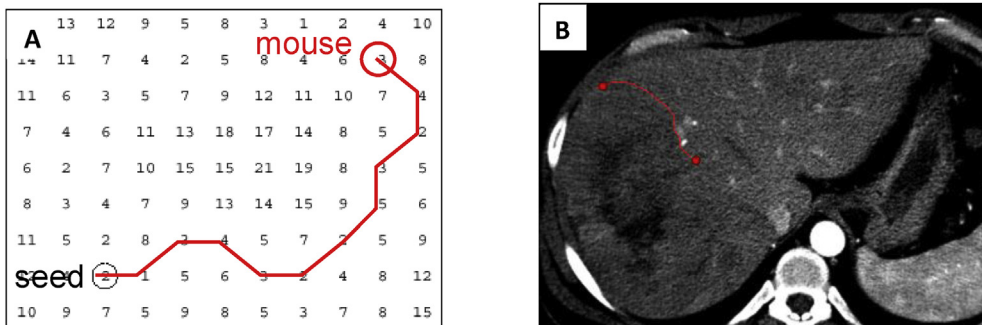 13 12 9 5 8 3 1 2 4 10
A
mouse
11 7 4 2 5 8 4 6 3 8
11 6 3 5 7 9 12 11 10 7 4
7 4 6 11 13 18 17 14 8 5 2
6 2 7 10 15 15 21 19 8 3 5
8 3 4 7 9 13 14 15 9 5 6
11 5 2 8 3 4 5 7 2 5 9
seed 2 1 5 6 3 2 4 8 12
10 9 7 5 9 8 5 3 7 8 15
B